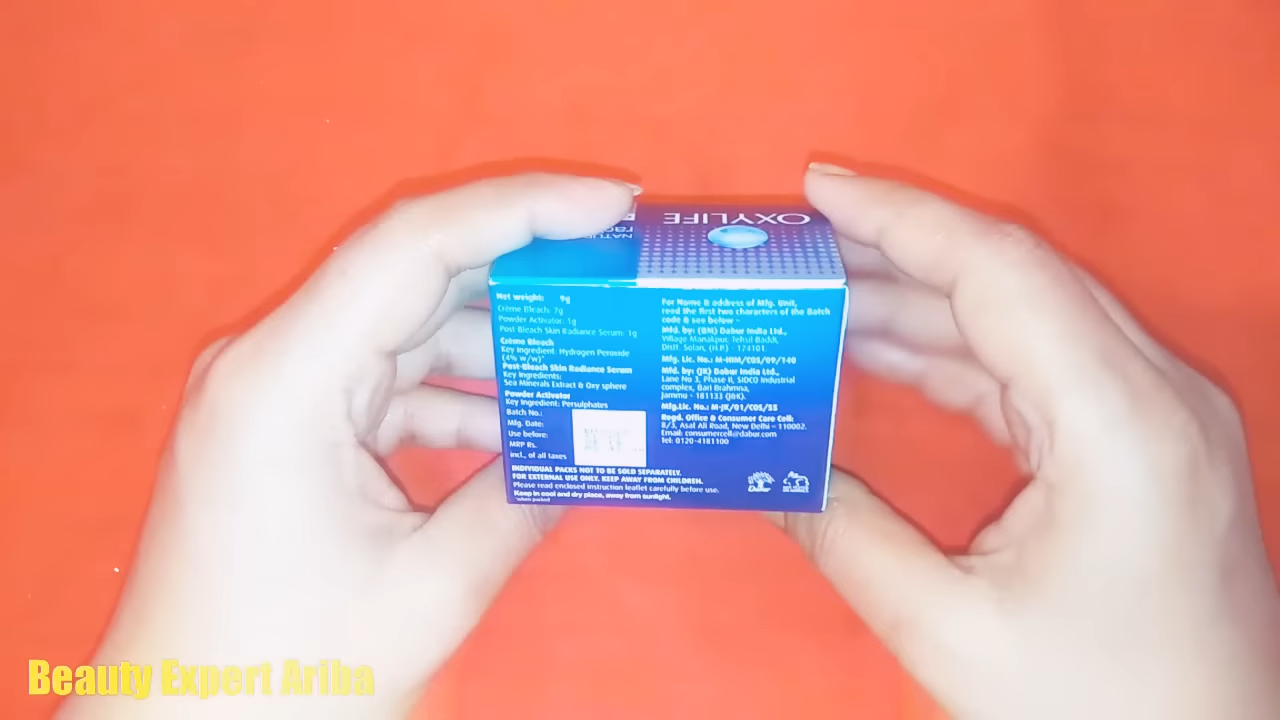 OXYLIFE
Net weight: 9g
Crème Bleach: 7g
Powder Activator: 1g
Post Bleach Skin Radiance Serum: 1g
Crème Bleach
Key Ingredient: Hydrogen Peroxide
(4% w/w)*
Post-Bleach Skin Radiance Serum
Key Ingredients:
Sea Minerals Extract & Oxy sphere
Powder Activator
Key Ingredient: Persulphates
Batch No.:
Mfg. Date:
Use before:
MRP Rs.
incl., of all taxes
For Name & address of Mfg. Unit,
read the first two characters of the Batch
code & see below -
Mfd. by: (BM) Dabur India Ltd.,
Village Manakpur, Tehsil Baddi,
Distt. Solan, (H.P.) - 174101.
Mfg. Lic. No.: M-HIM/COS/09/140
Mfd. by: (JK) Dabur India Ltd.,
Lane No 3, Phase II, SIDCO Industrial
complex, Bari Brahmna,
Jammu - 181133 (J&K).
Mfg.Lic. No.: M-JK/01/COS/55
Regd. Office & Consumer Care Cell:
8/3, Asaf Ali Road, New Delhi - 110002.
Email: consumercell@dabur.com
Tel: 0120-4181100
INDIVIDUAL PACKS NOT TO BE SOLD SEPARATELY.
FOR EXTERNAL USE ONLY. KEEP AWAY FROM CHILDREN.
Please read enclosed instruction leaflet carefully before use.
Keep in cool and dry place, away from sunlight.
*when packed
Dabur
Beauty Expert Ariba